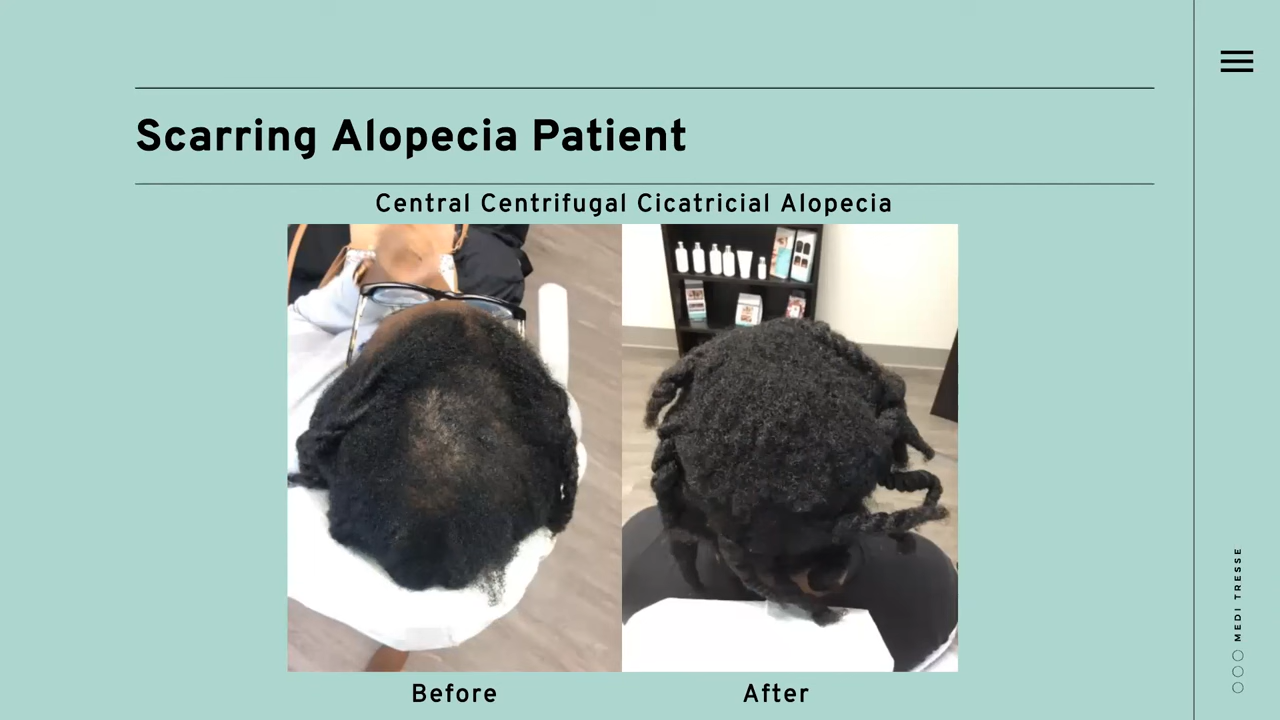 Scarring Alopecia Patient
Central Centrifugal Cicatricial Alopecia
Before
After
MEDI TRESSE